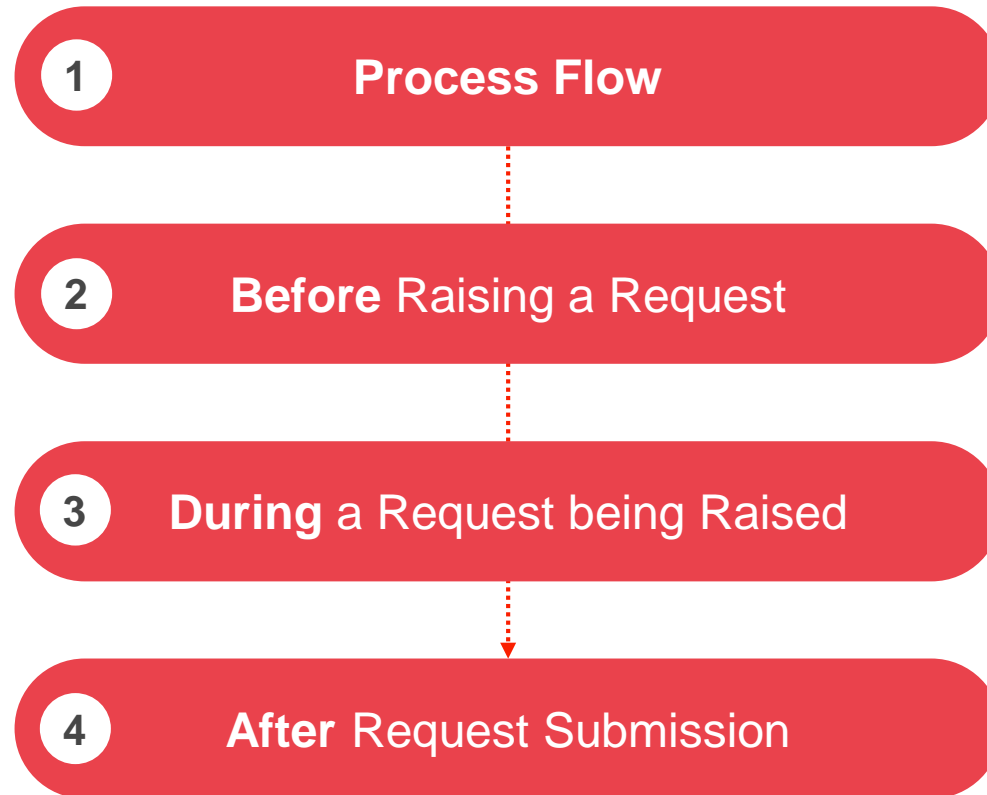 1 Process Flow
2 Before Raising a Request
3 During a Request being Raised
4 After Request Submission